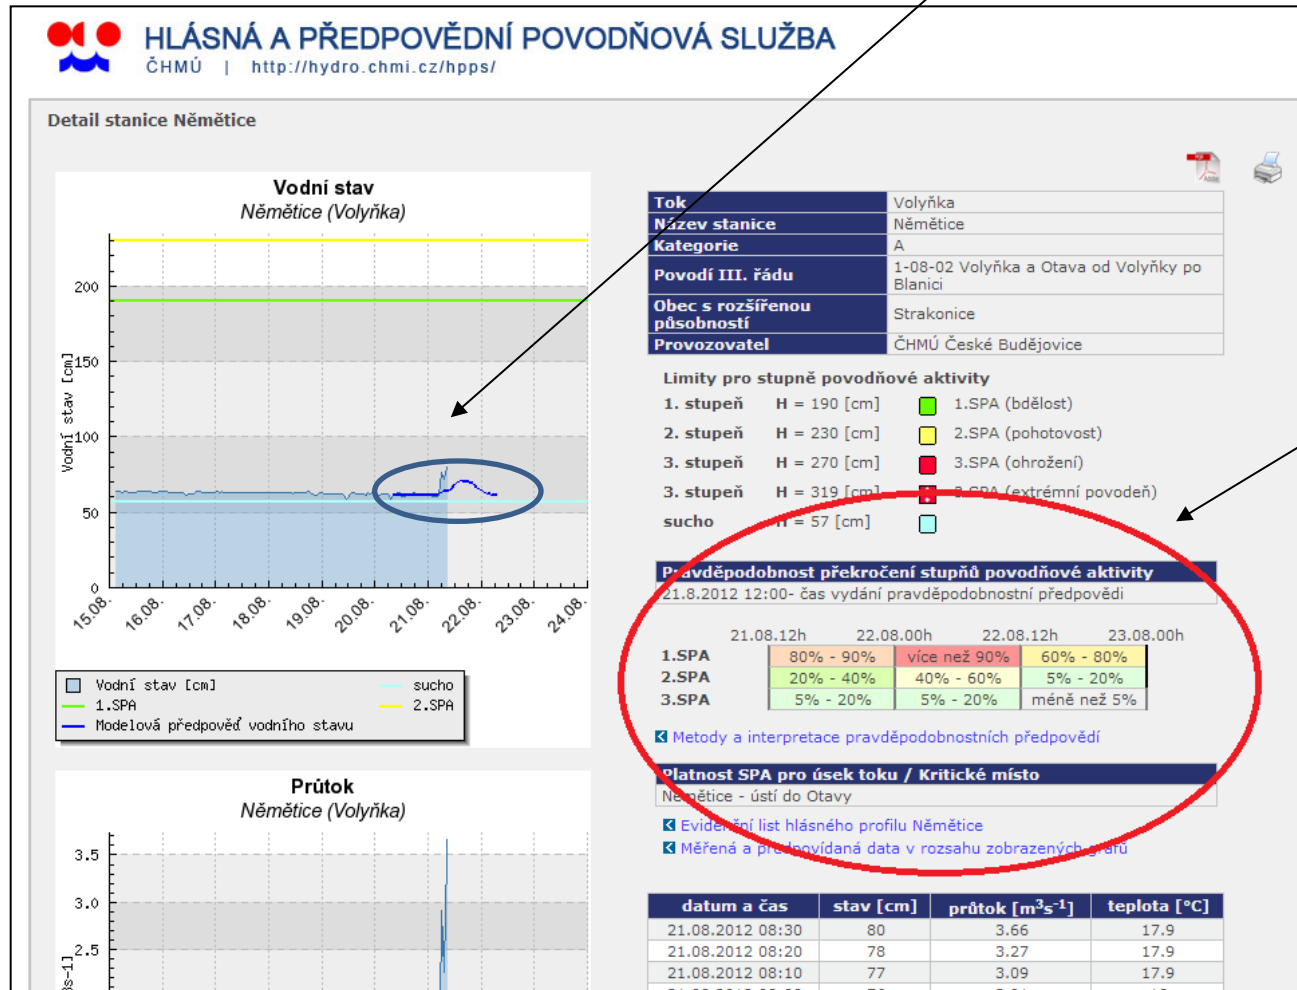 HLÁSNÁ A PŘEDPOVĚDNÍ POVODŇOVÁ SLUŽBA
ČHMÚ | http://hydro.chmi.cz/hpps/
Detail stanice Němětice
Vodní stav
Němětice (Volyňka)
Vodní stav [cm]
200
150
100
50
0
15.08. 16.08. 17.08. 18.08. 19.08. 20.08. 21.08. 22.08. 23.08. 24.08.
Vodní stav [cm] sucho
1.SPA 2.SPA
Modelová předpověď vodního stavu
Průtok
Němětice (Volyňka)
3.5
3.0
2.5
Tok Volyňka
Název stanice Němětice
Kategorie A
Povodí III. řádu 1-08-02 Volyňka a Otava od Volyňky po
Blanici
Obec s rozšířenou
působností Strakonice
Provozovatel ČHMÚ České Budějovice
Limity pro stupně povodňové aktivity
1. stupeň H = 190 [cm] 1.SPA (bdělost)
2. stupeň H = 230 [cm] 2.SPA (pohotovost)
3. stupeň H = 270 [cm] 3.SPA (ohrožení)
3. stupeň H = 319 [cm] 3.SPA (extrémní povodeň)
sucho H = 57 [cm]
Pravděpodobnost překročení stupňů povodňové aktivity
21.8.2012 12:00- čas vydání pravděpodobnostní předpovědi
21.08.12h 22.08.00h 22.08.12h 23.08.00h
1.SPA 80% - 90% více než 90% 60% - 80%
2.SPA 20% - 40% 40% - 60% 5% - 20%
3.SPA 5% - 20% 5% - 20% méně než 5%
Metody a interpretace pravděpodobnostních předpovědí
Platnost SPA pro úsek toku / Kritické místo
Němětice - ústí do Otavy
Evidenční list hlásného profilu Němětice
Měřená a předpovídaná data v rozsahu zobrazených grafů
datum a čas stav [cm] průtok [m³s⁻¹] teplota [°C]
21.08.2012 08:30 80 3.66 17.9
21.08.2012 08:20 78 3.27 17.9
21.08.2012 08:10 77 3.09 17.9